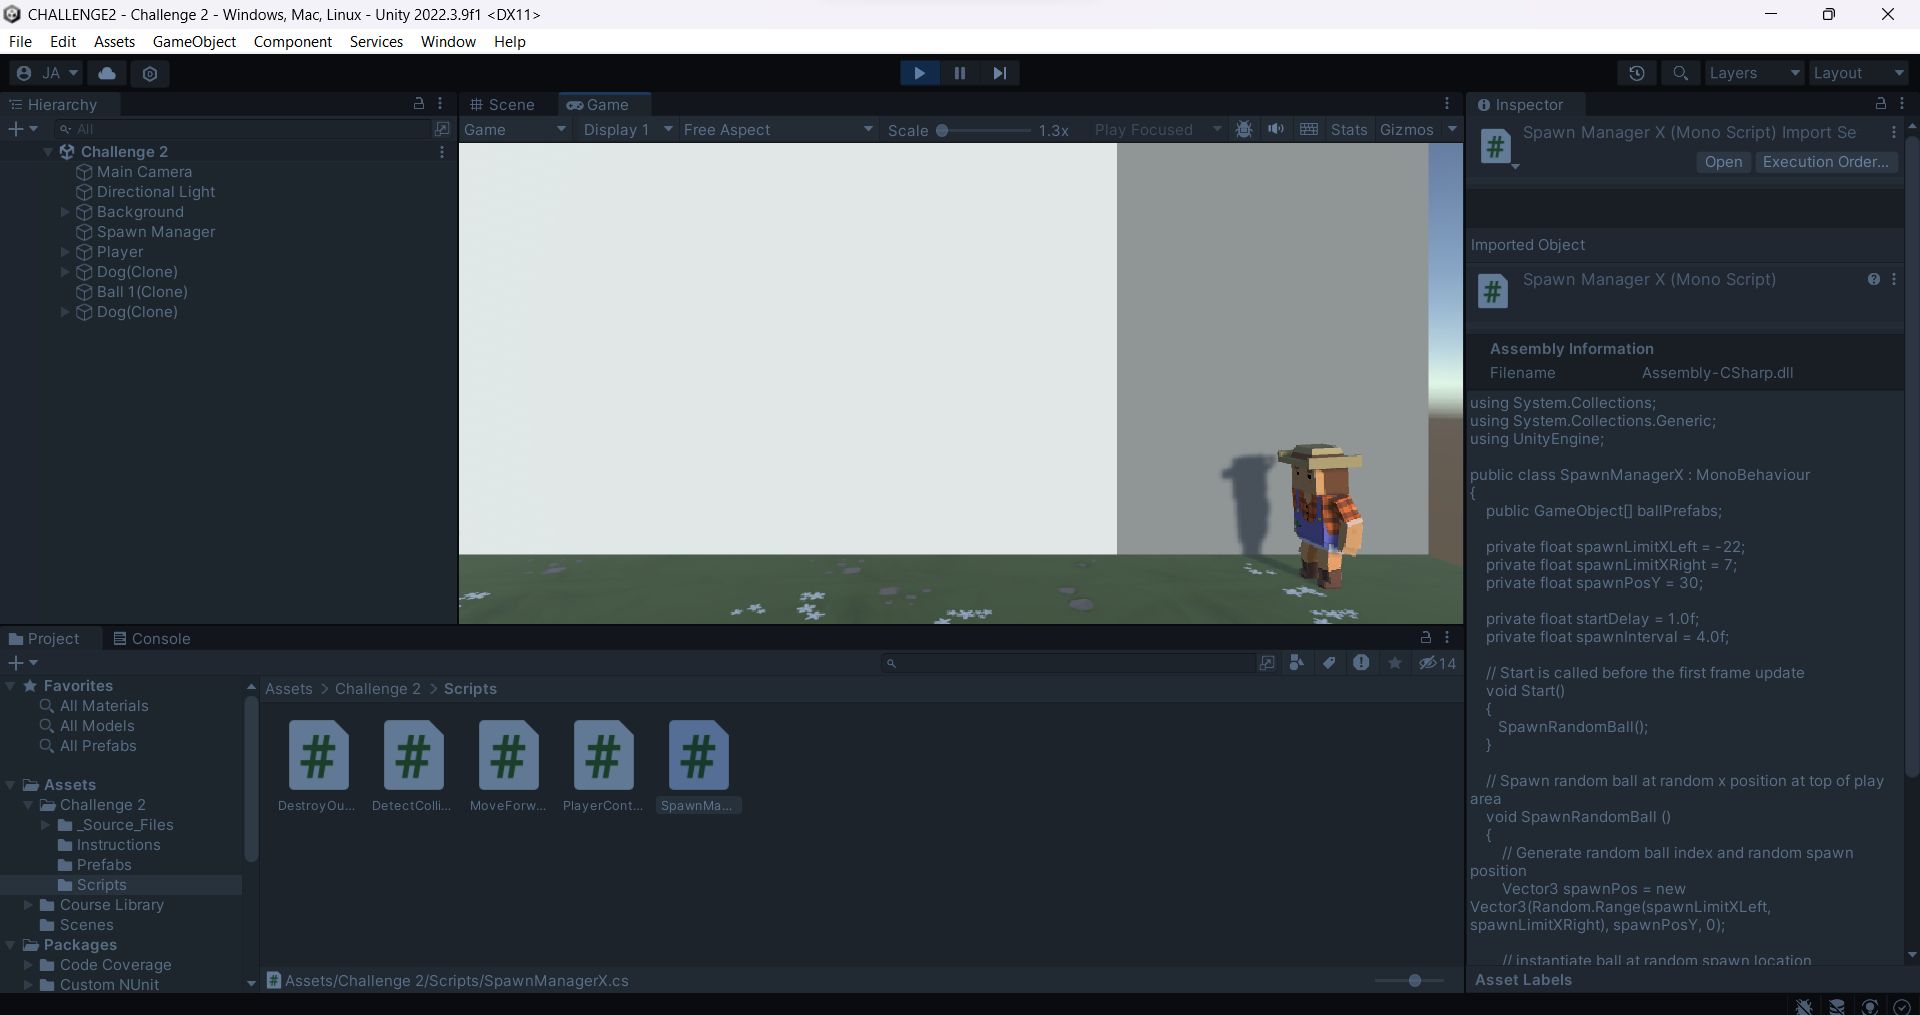 CHALLENGE2 - Challenge 2 - Windows, Mac, Linux - Unity 2022.3.9f1 <DX11>
File Edit Assets GameObject Component Services Window Help
JA
Layers
Layout
Hierarchy
All
Challenge 2
Main Camera
Directional Light
Background
Spawn Manager
Player
Dog(Clone)
Ball 1(Clone)
Dog(Clone)
Scene
Game
Game
Display 1
Free Aspect
Scale
1.3x
Play Focused
Stats
Gizmos
Inspector
Spawn Manager X (Mono Script) Import Se
Open
Execution Order...
Imported Object
Spawn Manager X (Mono Script)
Assembly Information
Filename Assembly-CSharp.dll
using System.Collections;
using System.Collections.Generic;
using UnityEngine;
public class SpawnManagerX : MonoBehaviour
{
public GameObject[] ballPrefabs;
private float spawnLimitXLeft = -22;
private float spawnLimitXRight = 7;
private float spawnPosY = 30;
private float startDelay = 1.0f;
private float spawnInterval = 4.0f;
// Start is called before the first frame update
void Start()
{
SpawnRandomBall();
}
// Spawn random ball at random x position at top of play
area
void SpawnRandomBall ()
{
// Generate random ball index and random spawn
position
Vector3 spawnPos = new
Vector3(Random.Range(spawnLimitXLeft,
spawnLimitXRight), spawnPosY, 0);
// instantiate ball at random spawn location
Asset Labels
Project
Console
14
Favorites
All Materials
All Models
All Prefabs
Assets
Challenge 2
_Source_Files
Instructions
Prefabs
Scripts
Course Library
Scenes
Packages
Code Coverage
Custom NUnit
Assets > Challenge 2 > Scripts
DestroyOu...
DetectColli...
MoveForw...
PlayerCont...
SpawnMa...
Assets/Challenge 2/Scripts/SpawnManagerX.cs